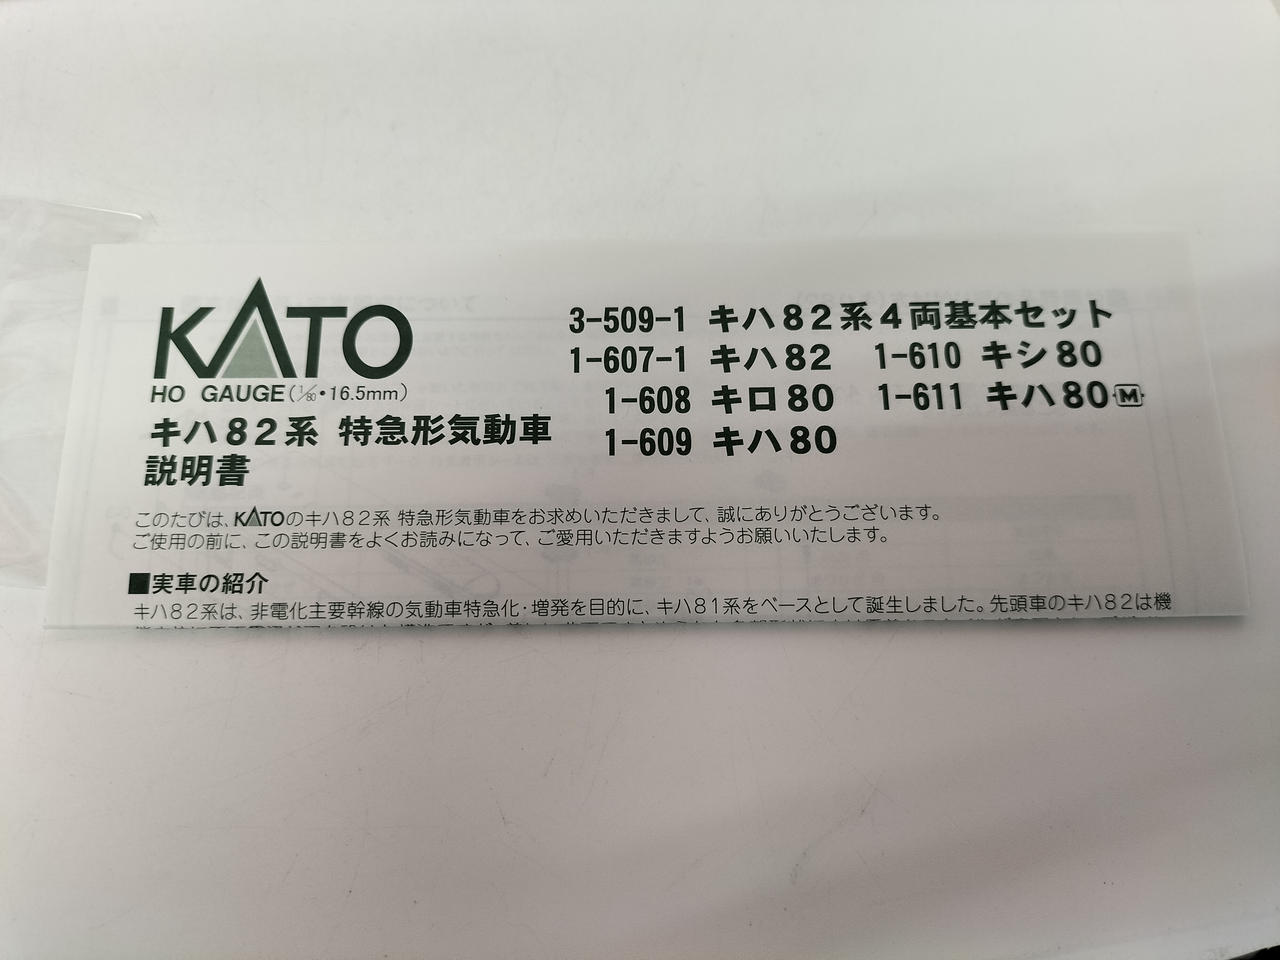 KATO
HO GAUGE(1/80・16.5mm)
キハ82系 特急形気動車
説明書
3-509-1 キハ82系4両基本セット
1-607-1 キハ82 1-610 キシ80
1-608 キロ80 1-611 キハ80 M
1-609 キハ80
このたびは、KATOのキハ82系 特急形気動車をお求めいただきまして、誠にありがとうございます。
ご使用の前に、この説明書をよくお読みになって、ご愛用いただきますようお願いいたします。
■実車の紹介
キハ82系は、非電化主要幹線の気動車特急化・増発を目的に、キハ81系をベースとして誕生しました。先頭車のキハ82は機